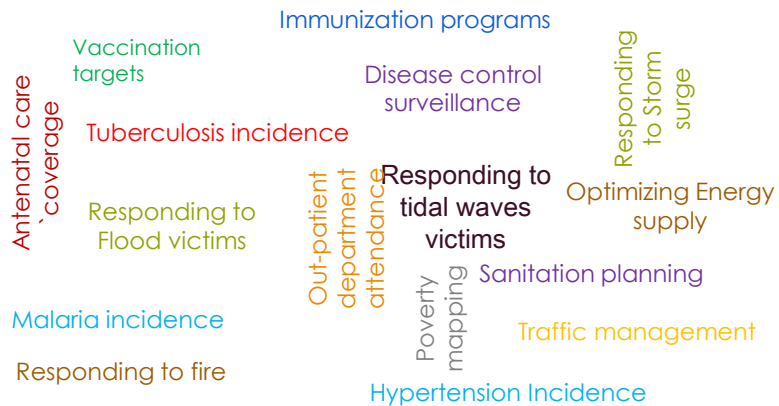 Immunization programs
Vaccination
targets
Disease control
surveillance
Responding
to Storm
surge
Antenatal care
`coverage
Tuberculosis incidence
Out-patient
department
attendance
Responding to
tidal waves
victims
Optimizing Energy
supply
Responding to
Flood victims
Sanitation planning
Poverty
mapping
Malaria incidence
Traffic management
Responding to fire
Hypertension Incidence